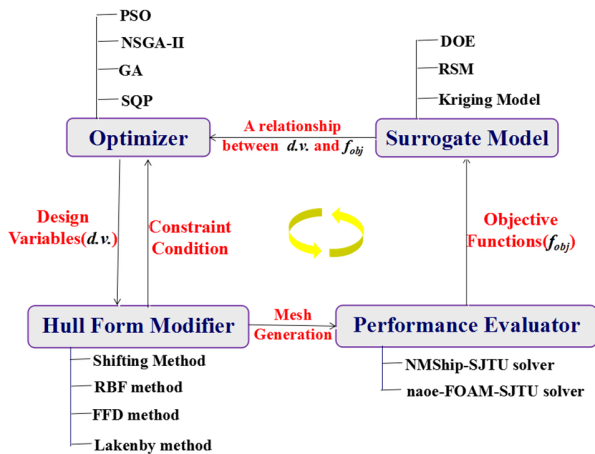 PSO
NSGA-II
GA
SQP
DOE
RSM
Kriging Model
Optimizer
A relationship
between d.v. and fobj
Surrogate Model
Design
Variables(d.v.)
Constraint
Condition
Objective
Functions(fobj)
Hull Form Modifier
Mesh
Generation
Performance Evaluator
Shifting Method
RBF method
FFD method
Lakenby method
NMShip-SJTU solver
naoe-FOAM-SJTU solver